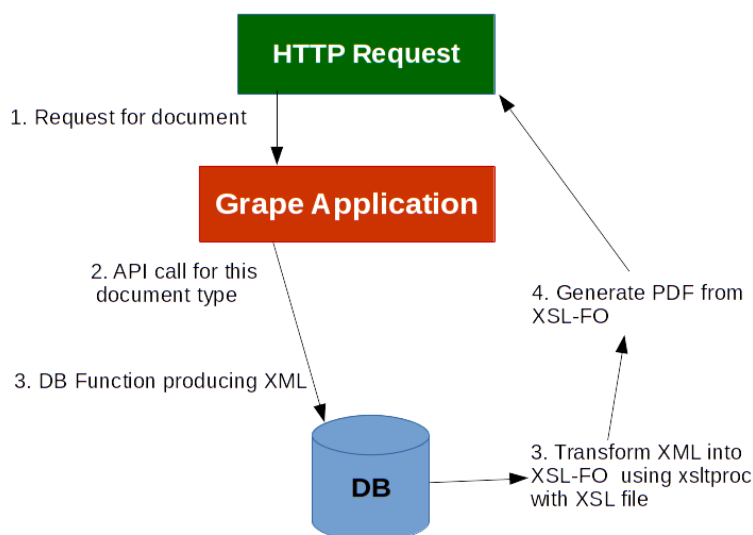 HTTP Request
1. Request for document
Grape Application
2. API call for this
document type
3. DB Function producing XML
DB
3. Transform XML into
XSL-FO  using xsltproc
with XSL file
4. Generate PDF from
XSL-FO